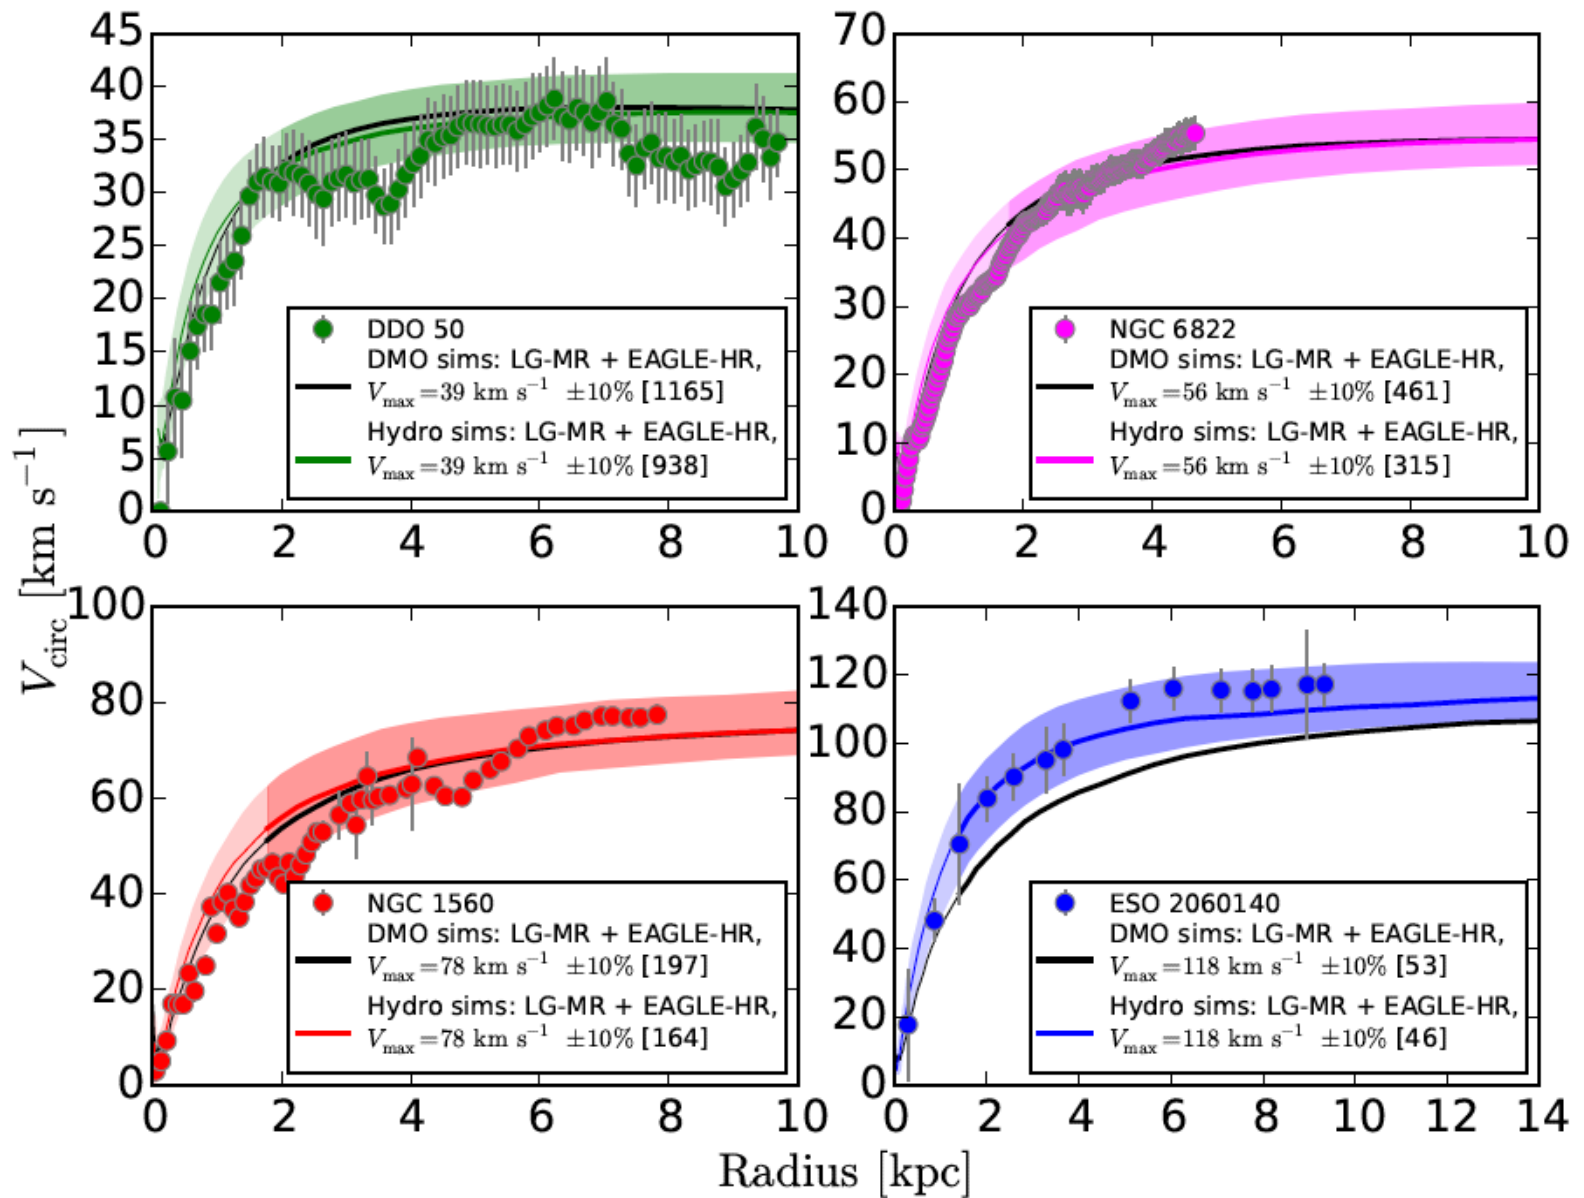 45
40
35
30
25
20
15
10
5
0
0 2 4 6 8 10
DDO 50
DMO sims: LG-MR + EAGLE-HR,
V_max=39 km s⁻¹ ±10% [1165]
Hydro sims: LG-MR + EAGLE-HR,
V_max=39 km s⁻¹ ±10% [938]
70
60
50
40
30
20
10
0
0 2 4 6 8 10
NGC 6822
DMO sims: LG-MR + EAGLE-HR,
V_max=56 km s⁻¹ ±10% [461]
Hydro sims: LG-MR + EAGLE-HR,
V_max=56 km s⁻¹ ±10% [315]
V_circ [km s⁻¹]
100
80
60
40
20
0
0 2 4 6 8 10
NGC 1560
DMO sims: LG-MR + EAGLE-HR,
V_max=78 km s⁻¹ ±10% [197]
Hydro sims: LG-MR + EAGLE-HR,
V_max=78 km s⁻¹ ±10% [164]
140
120
100
80
60
40
20
0
0 2 4 6 8 10 12 14
ESO 2060140
DMO sims: LG-MR + EAGLE-HR,
V_max=118 km s⁻¹ ±10% [53]
Hydro sims: LG-MR + EAGLE-HR,
V_max=118 km s⁻¹ ±10% [46]
Radius [kpc]